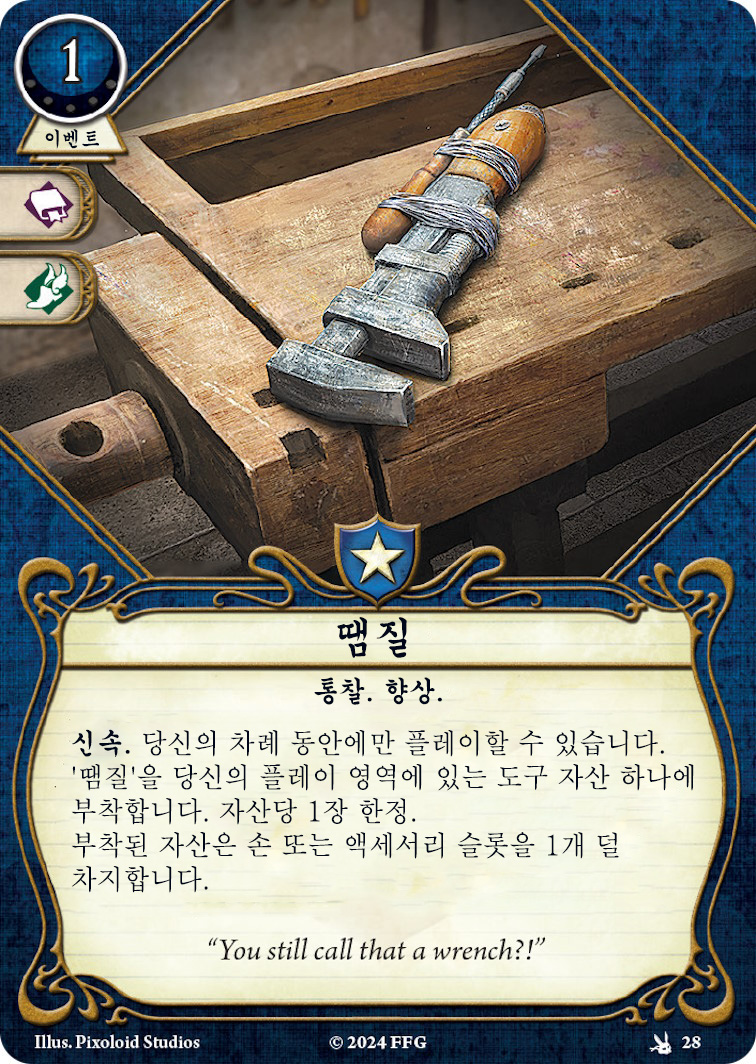 1
이벤트
땜질
통찰. 향상.
신속. 당신의 차례 동안에만 플레이할 수 있습니다.
'땜질'을 당신의 플레이 영역에 있는 도구 자산 하나에
부착합니다. 자산당 1장 한정.
부착된 자산은 손 또는 액세서리 슬롯을 1개 덜
차지합니다.
“You still call that a wrench?!”
Illus. Pixoloid Studios
© 2024 FFG
28